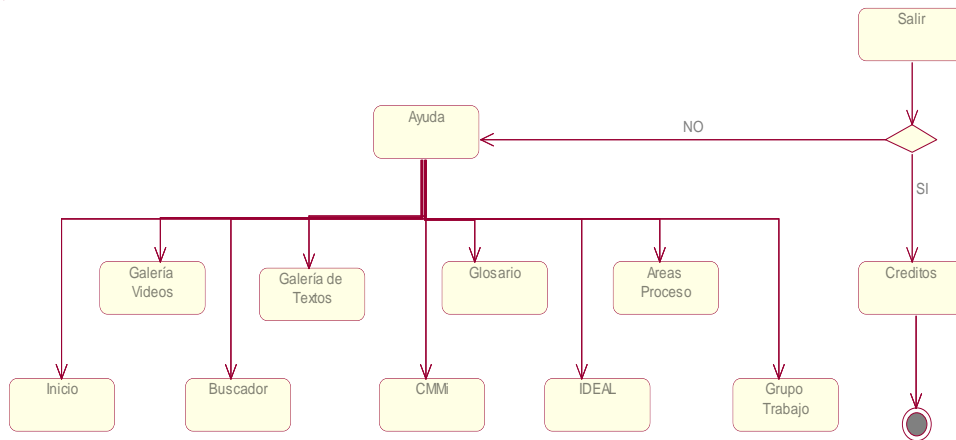 Salir
Ayuda
NO
SI
Galería
Videos
Galería de
Textos
Glosario
Areas
Proceso
Creditos
Inicio
Buscador
CMMi
IDEAL
Grupo
Trabajo